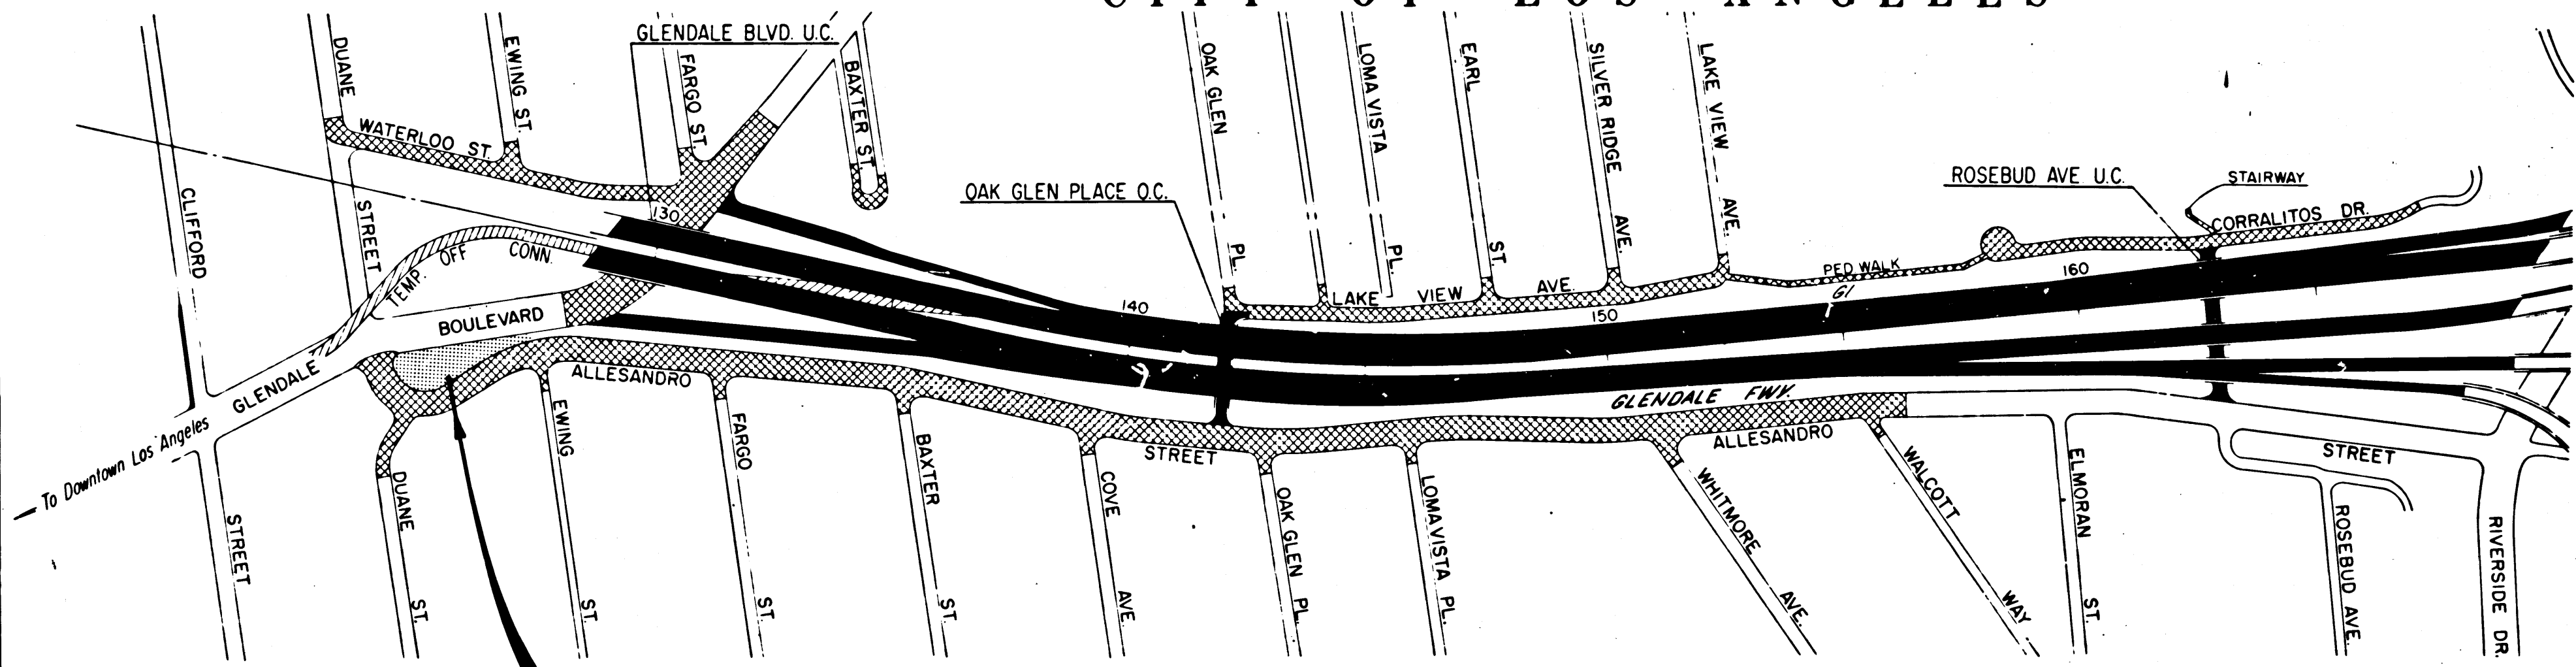 CITY OF LOS ANGELES
GLENDALE BLVD. U.C.
DUANE
STREET
EWING ST.
FARGO ST.
BAXTER ST.
OAK GLEN
PL.
LOMA VISTA
PL.
EARL
ST.
SILVER RIDGE
AVE.
LAKE VIEW
AVE.
WATERLOO ST.
CLIFFORD
STREET
130
OAK GLEN PLACE O.C.
ROSEBUD AVE U.C.
STAIRWAY
CORRALITOS DR.
TEMP. OFF CONN.
LAKE VIEW AVE.
PED WALK
140
150
160
GLENDALE BOULEVARD
To Downtown Los Angeles
ALLESANDRO
STREET
GLENDALE FWY.
ALLESANDRO
STREET
DUANE
ST.
EWING
ST.
FARGO
ST.
BAXTER
ST.
COVE
AVE.
OAK GLEN
PL.
LOMAVISTA
PL.
WHITMORE
AVE.
WALCOTT
WAY
ELMORAN
ST.
ROSEBUD AVE.
RIVERSIDE DR.